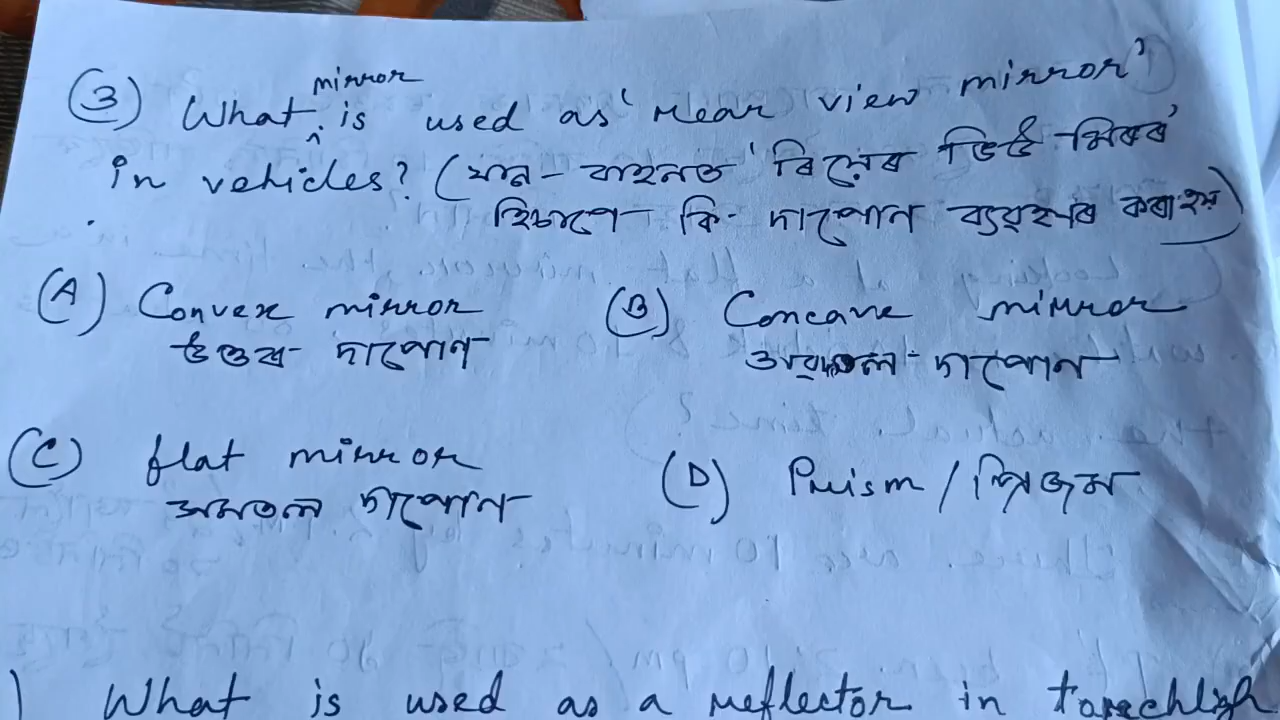 (3) What mirror is used as 'Rear view mirror'
in vehicles? (যান-বাহনত 'ৰিয়েৰ ভিউ মিৰৰ'
হিচাপে কি দাপোন ব্যৱহাৰ কৰা হয়)
(A) Convex mirror (B) Concave mirror
উত্তল দাপোন অৱতল দাপোন
(C) flat mirror (D) Prism / প্ৰিজম
সমতল দাপোন
) What is used as a reflector in